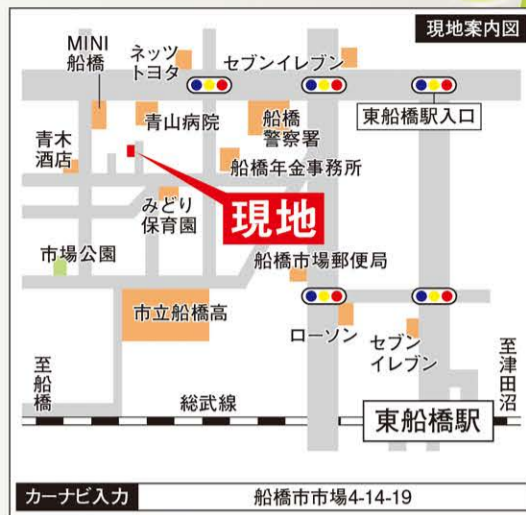 現地案内図
MINI
船橋
ネッツ
トヨタ
セブンイレブン
東船橋駅入口
青山病院
船橋
警察署
青木
酒店
船橋年金事務所
みどり
保育園
現地
市場公園
船橋市場郵便局
市立船橋高
ローソン
セブン
イレブン
至船橋
総武線
東船橋駅
至津田沼
カーナビ入力
船橋市市場4-14-19